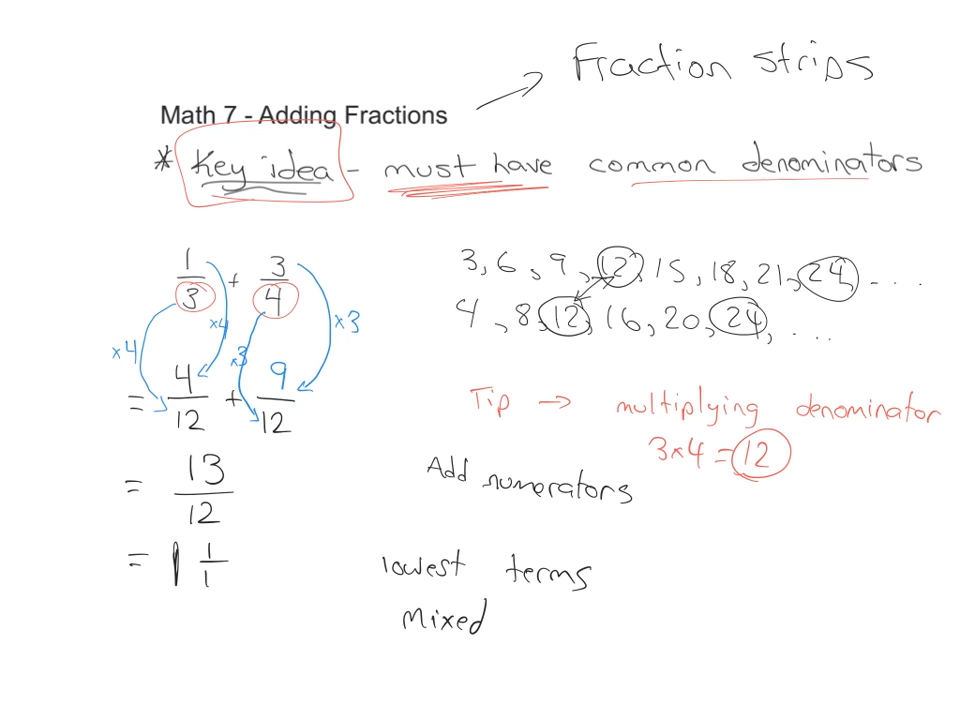 Fraction strips
Math 7 - Adding Fractions →
* Key idea - must have common denominators
1/3 + 3/4
3, 6, 9, 12, 15, 18, 21, 24, ....
4, 8, 12, 16, 20, 24, ...
x4 x4 x3 x3
= 4/12 + 9/12
Tip → multiplying denominator
3x4 = 12
= 13/12
Add numerators
= 1 1/1
lowest terms
Mixed